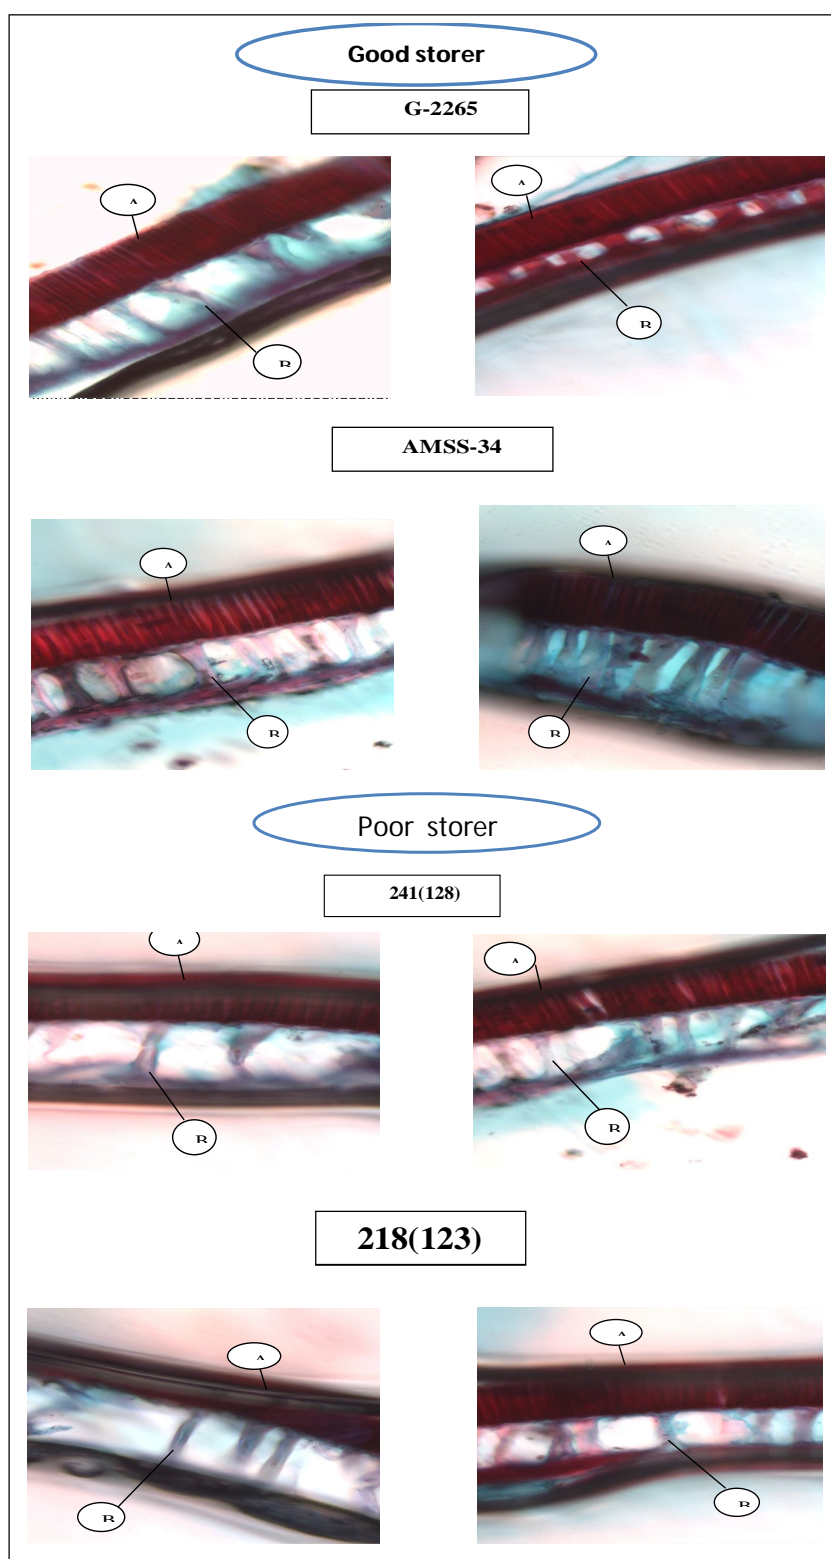 Good storer
G-2265
A A
B B
AMSS-34
A A
B B
Poor storer
241(128)
A A
B B
218(123)
A A
B B